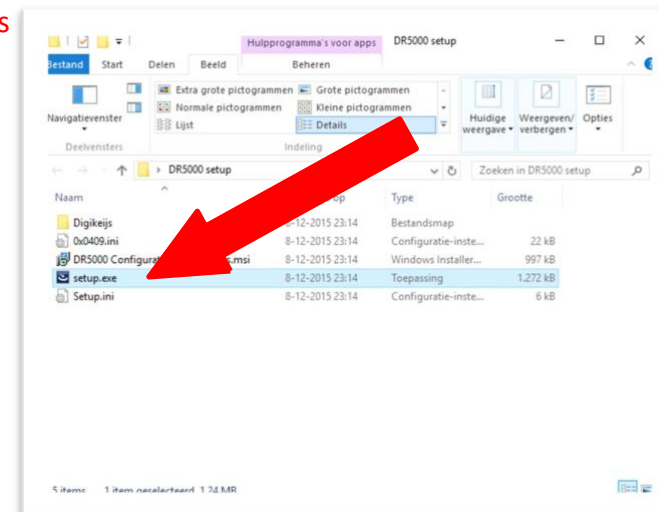 s
Hulpprogramma's voor apps DR5000 setup
Bestand Start Delen Beeld Beheren
Extra grote pictogrammen Grote pictogrammen
Normale pictogrammen Kleine pictogrammen
Lijst Details
Navigatievenster
Huidige weergave
Weergeven/ verbergen
Opties
Deelvensters Indeling
DR5000 setup Zoeken in DR5000 setup
Naam op Type Grootte
Digikeijs 8-12-2015 23:14 Bestandsmap
0x0409.ini 8-12-2015 23:14 Configuratie-inste... 22 kB
DR5000 .msi 8-12-2015 23:14 Windows Installer... 997 kB
setup.exe 8-12-2015 23:14 Toepassing 1.272 kB
Setup.ini 8-12-2015 23:14 Configuratie-inste... 6 kB
5 items 1 item geselecteerd 1,24 MB